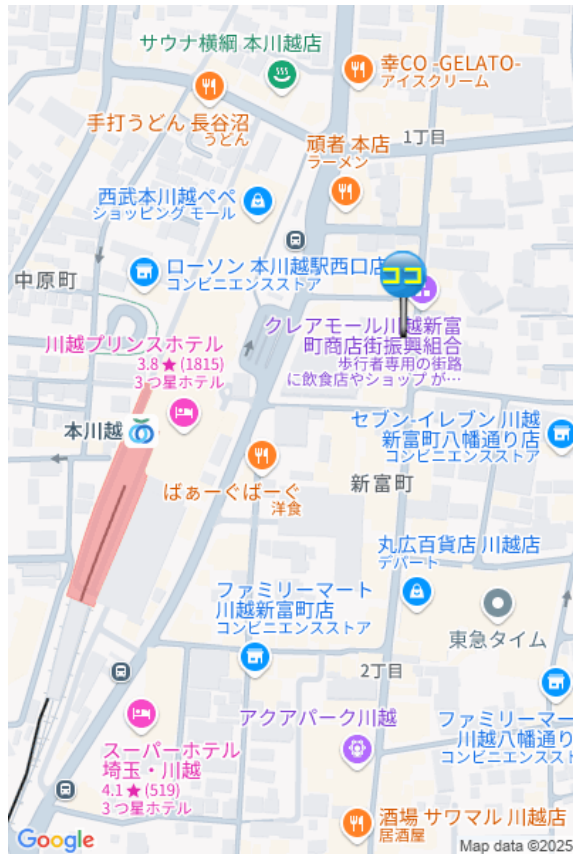 サウナ横綱 本川越店
幸CO -GELATO-
アイスクリーム
手打うどん 長谷沼
うどん
頑者 本店
ラーメン
1丁目
西武本川越ペペ
ショッピング モール
ローソン 本川越駅西口店
コンビニエンスストア
ココ
中原町
クレアモール川越新富
町商店街振興組合
歩行者専用の街路
に飲食店やショップ が…
川越プリンスホテル
3.8★(1815)
3 つ星ホテル
本川越
セブン-イレブン 川越
新富町八幡通り店
コンビニエンスストア
ばぁーぐばーぐ
洋食
新富町
丸広百貨店 川越店
デパート
ファミリーマート
川越新富町店
コンビニエンスストア
東急タイム
2丁目
アクアパーク川越
ファミリーマー
川越八幡通り
コンビニエンススト
スーパーホテル
埼玉・川越
4.1★(519)
3 つ星ホテル
酒場 サワマル 川越店
居酒屋
Google
Map data ©2025